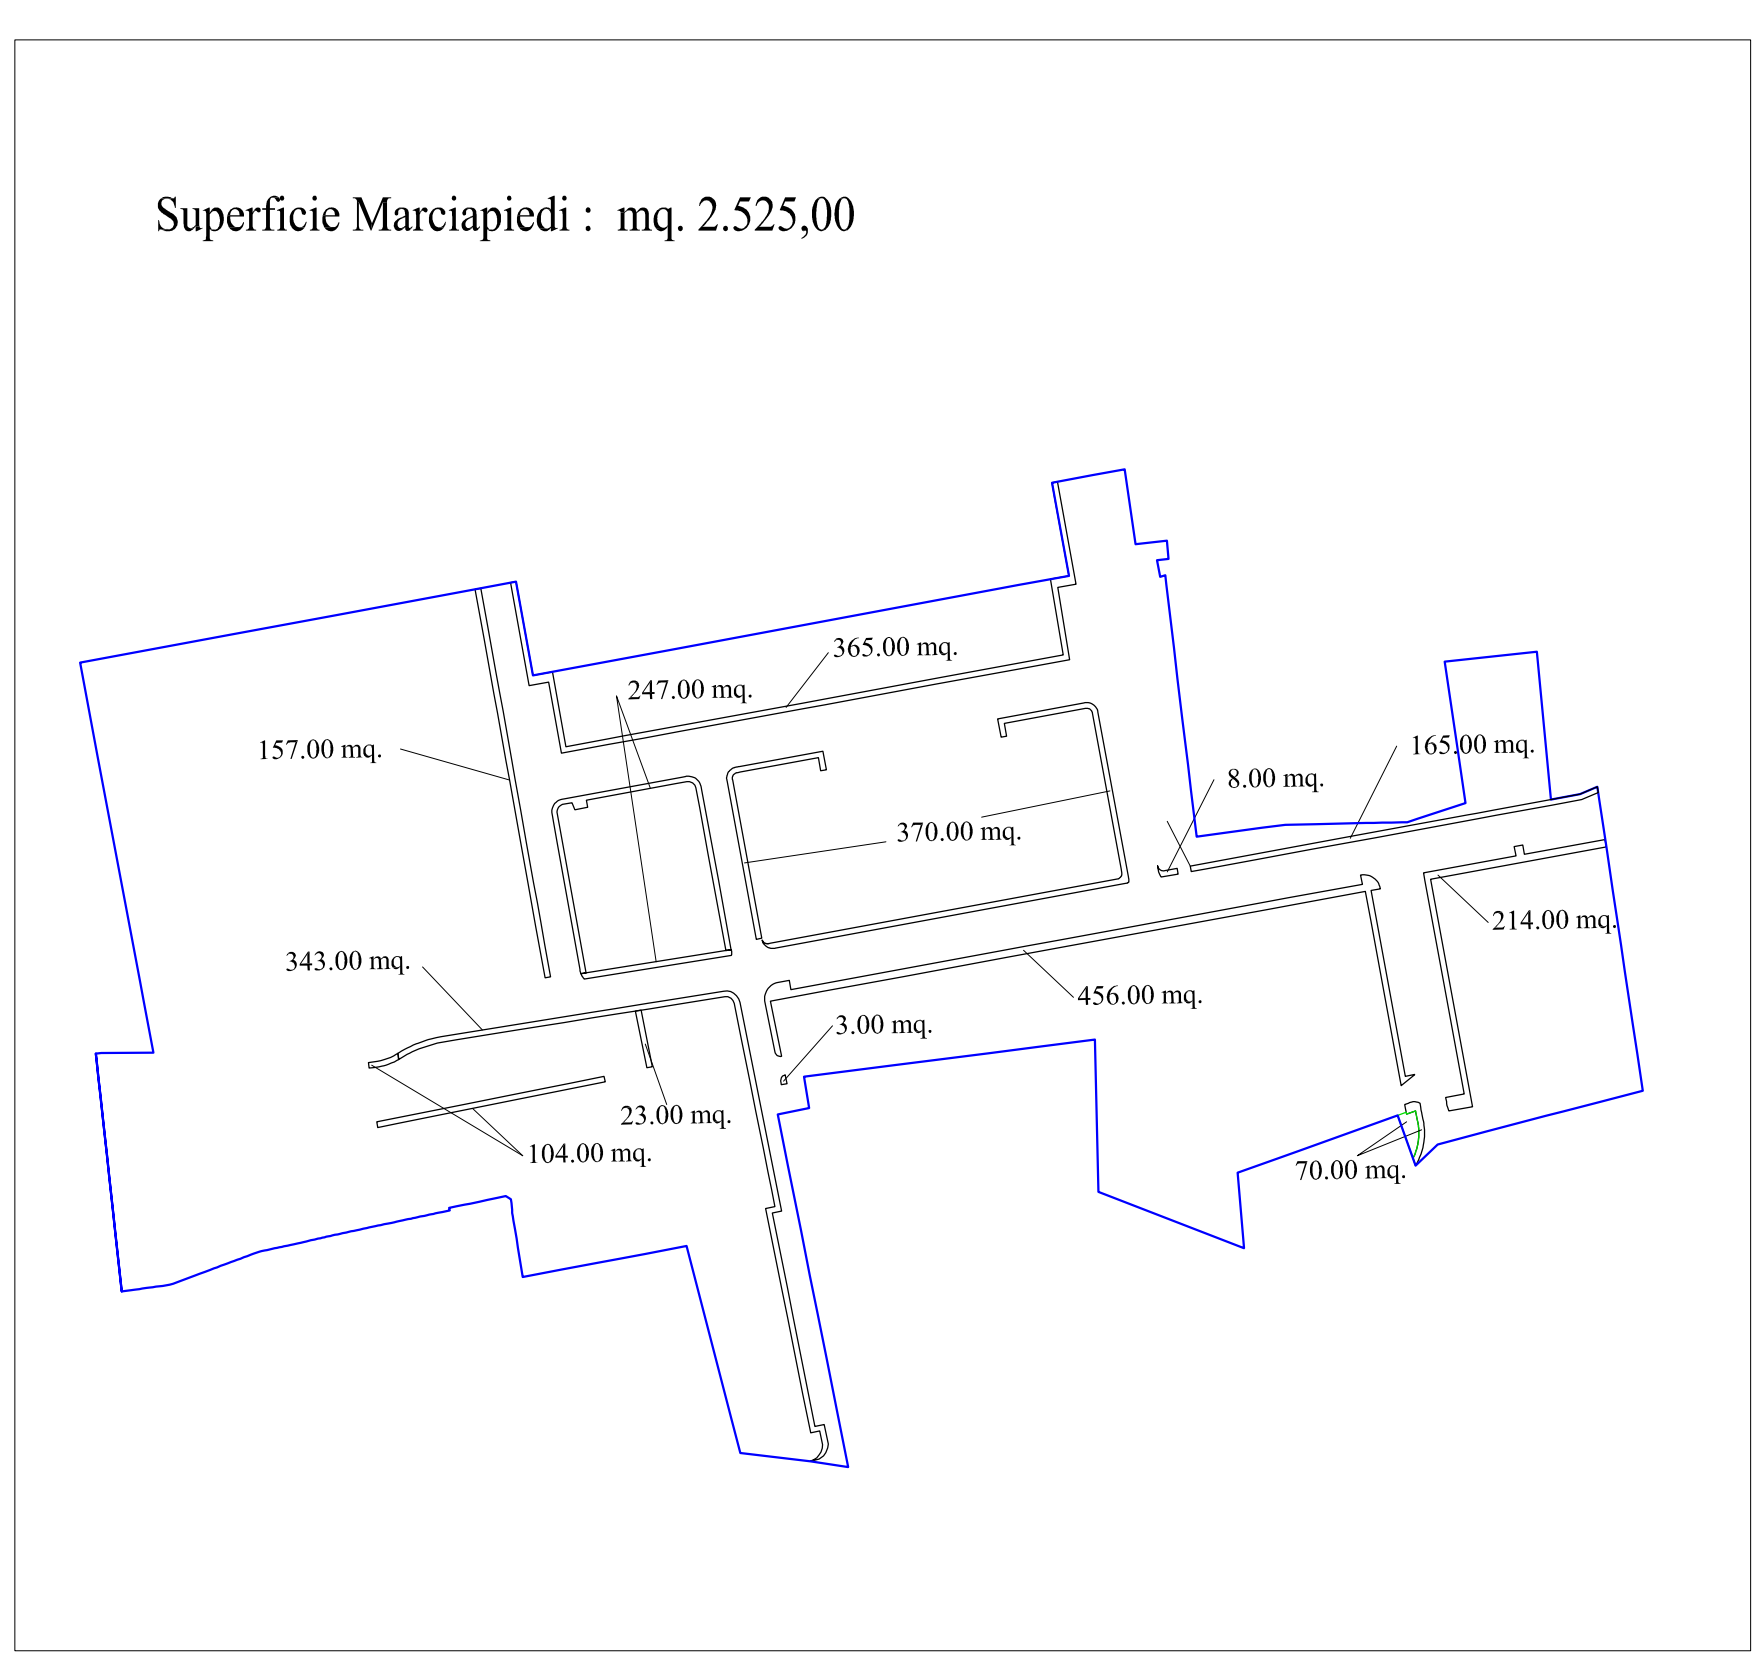 Superficie Marciapiedi :  mq. 2.525,00
365.00 mq.
247.00 mq.
157.00 mq.
165.00 mq.
8.00 mq.
370.00 mq.
214.00 mq.
343.00 mq.
456.00 mq.
3.00 mq.
23.00 mq.
104.00 mq.
70.00 mq.